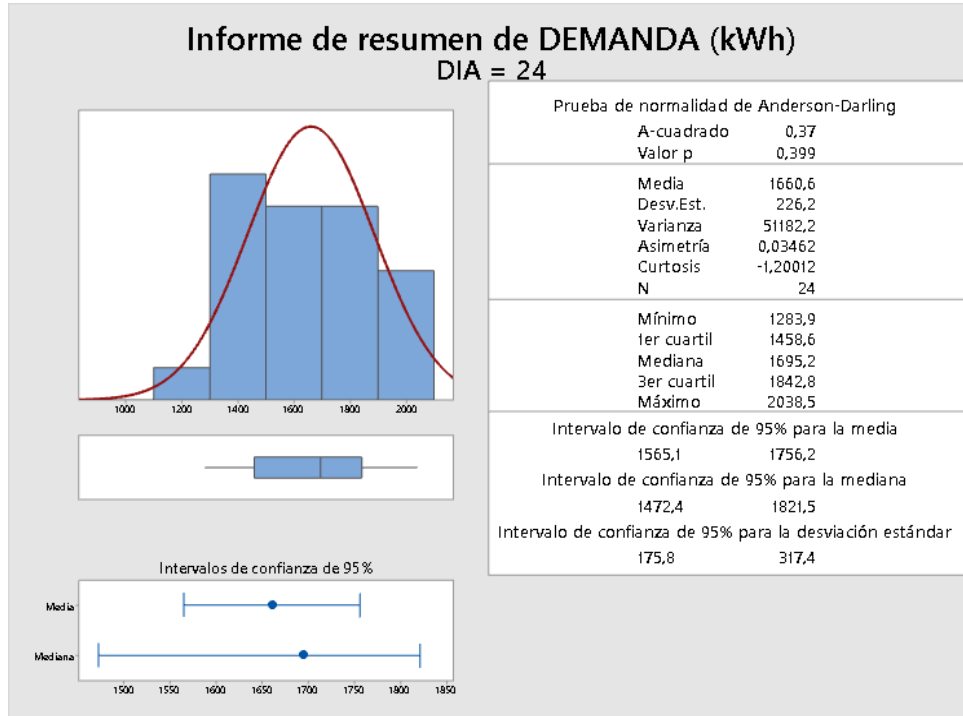 Informe de resumen de DEMANDA (kWh)
DIA = 24
Prueba de normalidad de Anderson-Darling
A-cuadrado 0,37
Valor p 0,399
Media 1660,6
Desv.Est. 226,2
Varianza 51182,2
Asimetría 0,03462
Curtosis -1,20012
N 24
Mínimo 1283,9
1er cuartil 1458,6
Mediana 1695,2
3er cuartil 1842,8
Máximo 2038,5
Intervalo de confianza de 95% para la media
1565,1 1756,2
Intervalo de confianza de 95% para la mediana
1472,4 1821,5
Intervalo de confianza de 95% para la desviación estándar
175,8 317,4
1000 1200 1400 1600 1800 2000
Intervalos de confianza de 95%
Media
Mediana
1500 1550 1600 1650 1700 1750 1800 1850